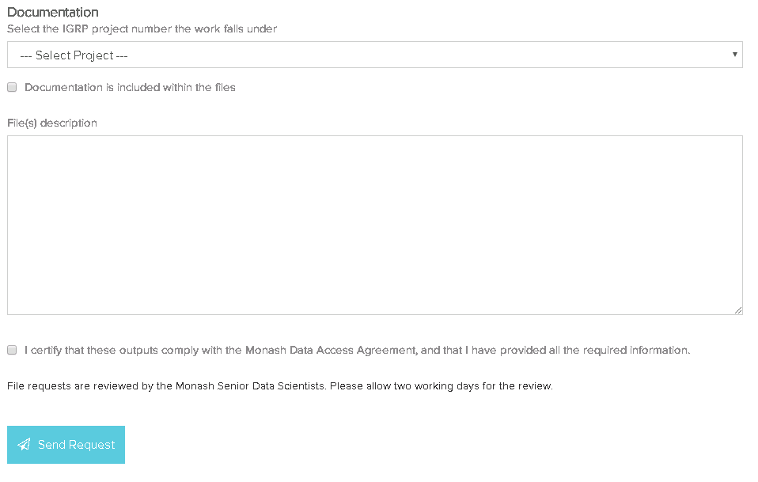 Documentation
Select the IGRP project number the work falls under
--- Select Project ---
Documentation is included within the files
File(s) description
I certify that these outputs comply with the Monash Data Access Agreement, and that I have provided all the required information.
File requests are reviewed by the Monash Senior Data Scientists. Please allow two working days for the review.
Send Request